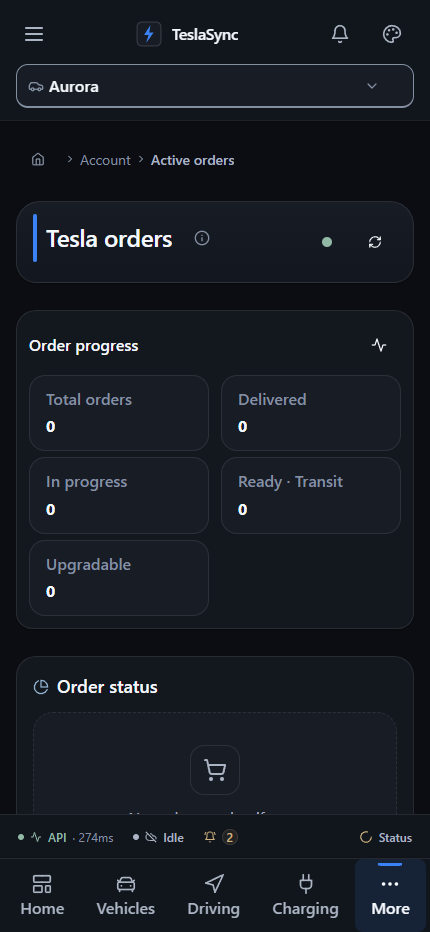 TeslaSync
Aurora
Account
Active orders
Tesla orders
Order progress
Total orders
0
Delivered
0
In progress
0
Ready · Transit
0
Upgradable
0
Order status
API · 274ms
Idle
2
Status
Home
Vehicles
Driving
Charging
More